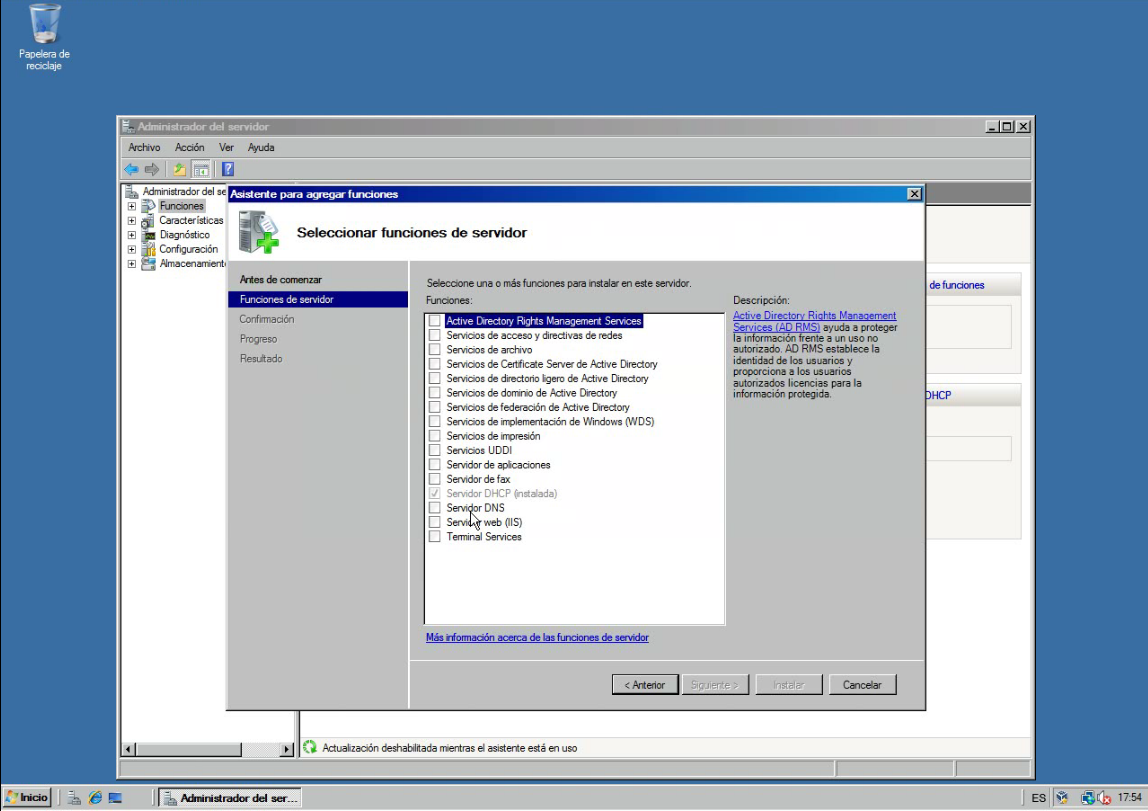 Papelera de
reciclaje
Administrador del servidor
Archivo Acción Ver Ayuda
Administrador del se
Funciones
Características
Diagnóstico
Configuración
Almacenamient
Asistente para agregar funciones
Seleccionar funciones de servidor
Antes de comenzar
Funciones de servidor
Confirmación
Progreso
Resultado
Seleccione una o más funciones para instalar en este servidor.
Funciones:
Active Directory Rights Management Services
Servicios de acceso y directivas de redes
Servicios de archivo
Servicios de Certificate Server de Active Directory
Servicios de directorio ligero de Active Directory
Servicios de dominio de Active Directory
Servicios de federación de Active Directory
Servicios de implementación de Windows (WDS)
Servicios de impresión
Servicios UDDI
Servidor de aplicaciones
Servidor de fax
Servidor DHCP (instalada)
Servidor DNS
Servidor web (IIS)
Terminal Services
Más información acerca de las funciones de servidor
Descripción:
Active Directory Rights Management
Services (AD RMS) ayuda a proteger
la información frente a un uso no
autorizado. AD RMS establece la
identidad de los usuarios y
proporciona a los usuarios
autorizados licencias para la
información protegida.
de funciones
DHCP
< Anterior Siguiente > Instalar Cancelar
Actualización deshabilitada mientras el asistente está en uso
Inicio Administrador del ser... ES 17:54